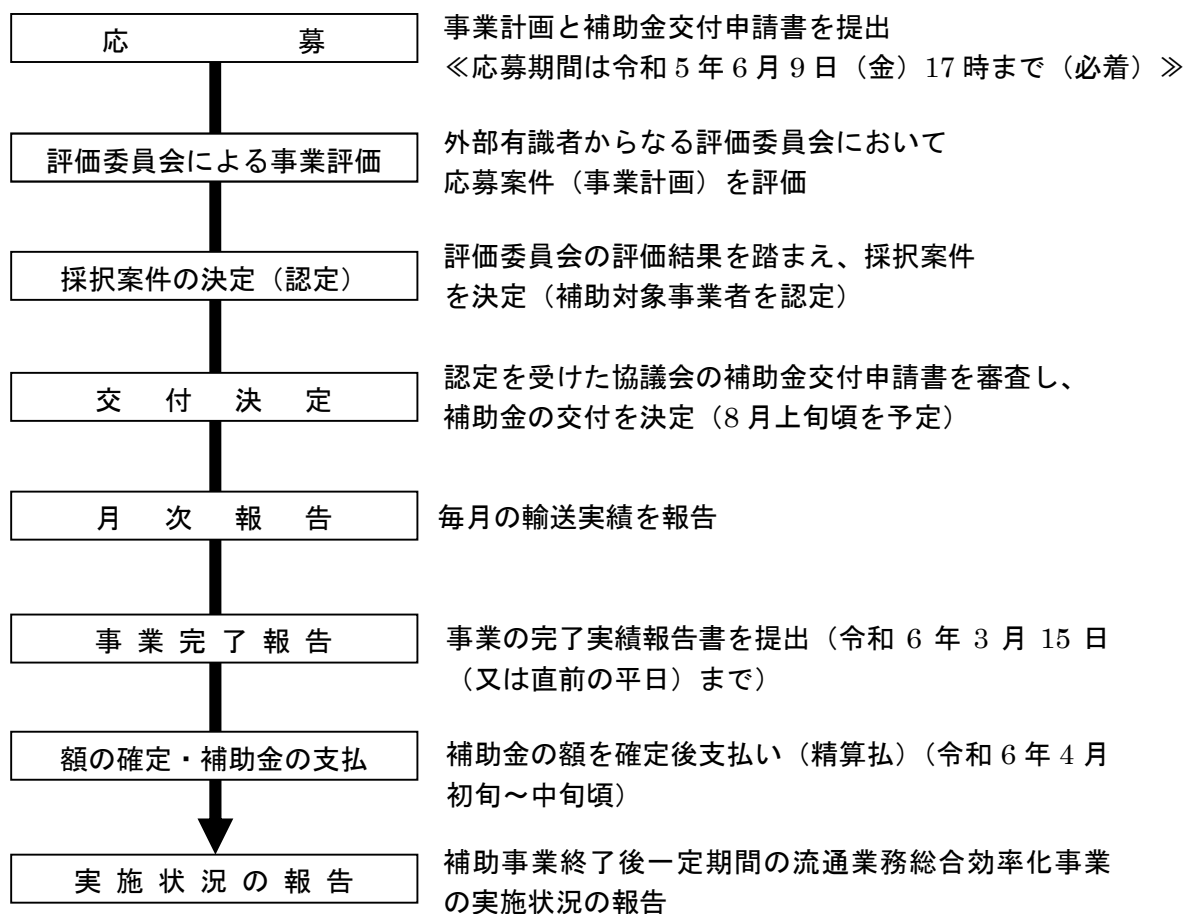 応募
事業計画と補助金交付申請書を提出
≪応募期間は令和5年6月9日（金）17時まで（必着）≫
評価委員会による事業評価
外部有識者からなる評価委員会において
応募案件（事業計画）を評価
採択案件の決定（認定）
評価委員会の評価結果を踏まえ、採択案件
を決定（補助対象事業者を認定）
交付決定
認定を受けた協議会の補助金交付申請書を審査し、
補助金の交付を決定（8月上旬頃を予定）
月次報告
毎月の輸送実績を報告
事業完了報告
事業の完了実績報告書を提出（令和 6 年 3 月 15 日
（又は直前の平日）まで）
額の確定・補助金の支払
補助金の額を確定後支払い（精算払）（令和6年4月
初旬～中旬頃）
実施状況の報告
補助事業終了後一定期間の流通業務総合効率化事業
の実施状況の報告